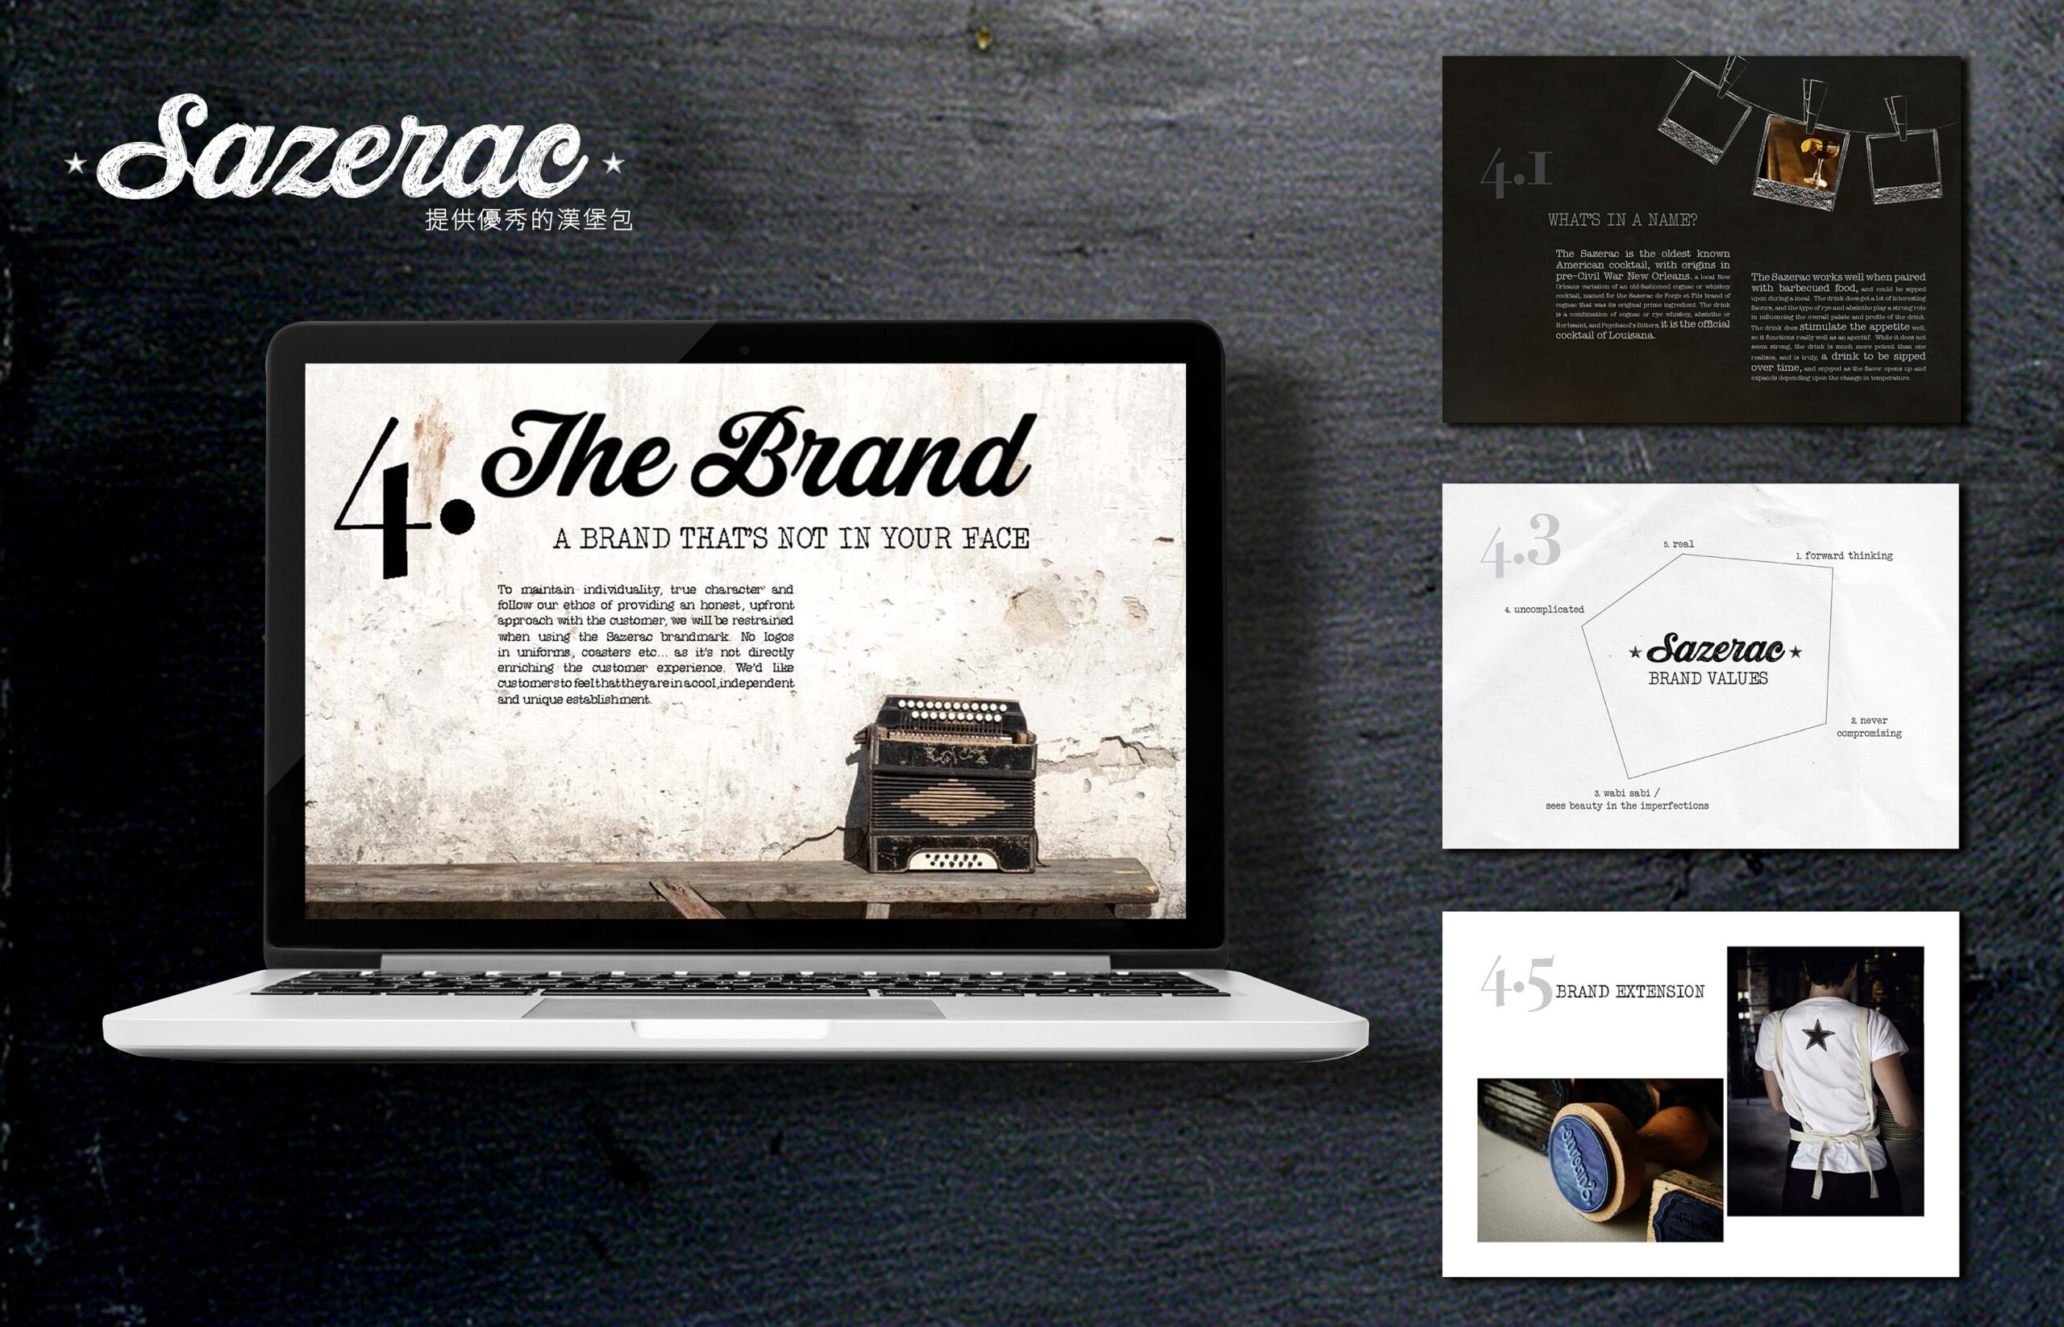 ★ Sazerac ★
提供優秀的漢堡包
4. The Brand
A BRAND THAT'S NOT IN YOUR FACE
To maintain individuality, true character and
follow our ethos of providing an honest, upfront
approach with the customer, we will be restrained
when using the Sazerac brandmark. No logos
in uniforms, coasters etc... as it's not directly
enriching the customer experience. We'd like
customers to feel that they are in a cool, independent
and unique establishment.
4.1
WHAT'S IN A NAME?
The Sazerac is the oldest known
American cocktail, with origins in
pre-Civil War New Orleans. a local New
Orleans variation of an old-fashioned cognac or whiskey
cocktail, named for the Sazerac de Forge et Fils brand of
cognac that was its original prime ingredient. The drink
is a combination of cognac or rye whiskey, absinthe or
Herbsaint, and Peychaud's Bitters; it is the official
cocktail of Louisana.
The Sazerac works well when paired
with barbecued food, and could be sipped
upon during a meal. The drink does get a lot of interesting
flavors, and the type of rye and absinthe play a strong role
in influencing the overall palate and profile of the drink.
The drink does stimulate the appetite well,
so it functions really well as an aperitif. While it does not
seem strong, the drink is much more potent than one
realizes, and is truly, a drink to be sipped
over time, and enjoyed as the flavor opens up and
expands depending upon the change in temperature.
4.3
5. real
1. forward thinking
4. uncomplicated
★ Sazerac ★
BRAND VALUES
2. never
compromising
3. wabi sabi /
sees beauty in the imperfections
4.5 BRAND EXTENSION